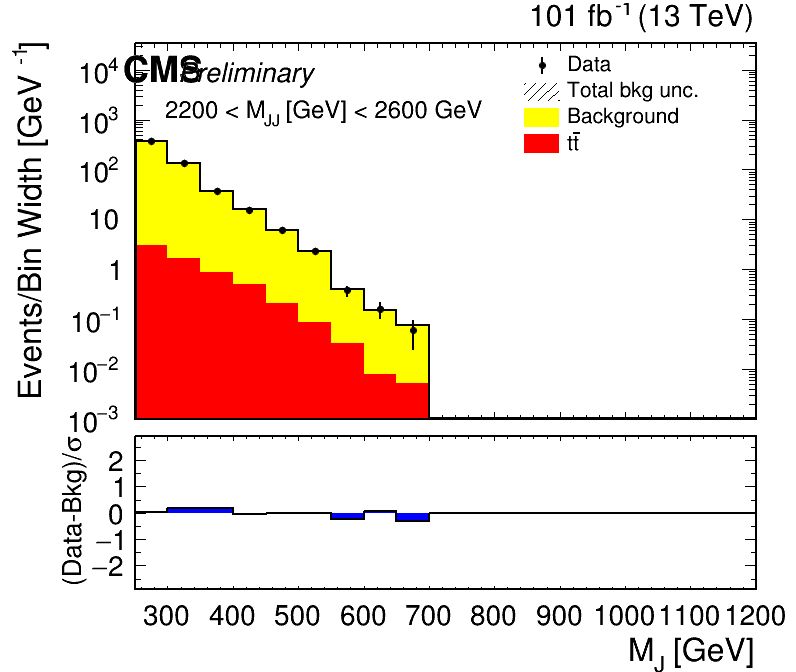 101 fb⁻¹ (13 TeV)
CMS Preliminary
2200 < M_JJ [GeV] < 2600 GeV
Data
Total bkg unc.
Background
tt̄
Events/Bin Width [GeV⁻¹]
10⁴
10³
10²
10
1
10⁻¹
10⁻²
10⁻³
(Data-Bkg)/σ
2
1
0
−1
−2
300 400 500 600 700 800 900 1000 1100 1200
M_J [GeV]